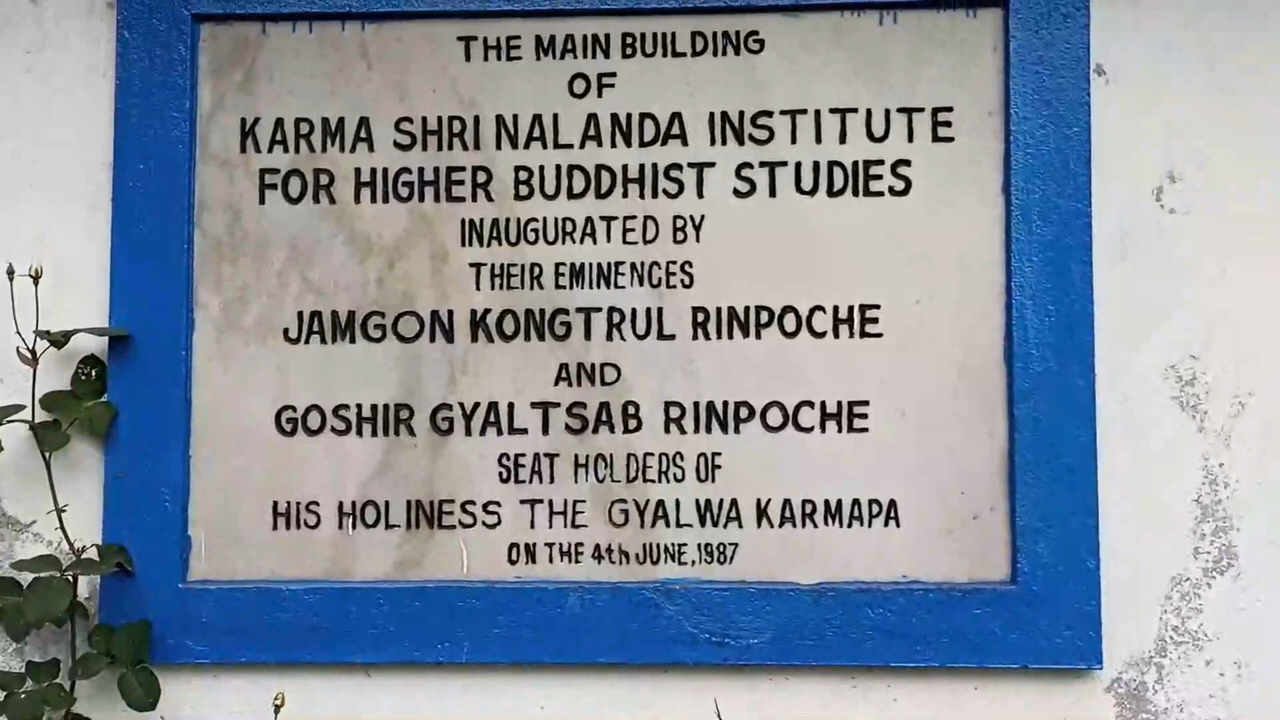 THE MAIN BUILDING
OF
KARMA SHRI NALANDA INSTITUTE
FOR HIGHER BUDDHIST STUDIES
INAUGURATED BY
THEIR EMINENCES
JAMGON KONGTRUL RINPOCHE
AND
GOSHIR GYALTSAB RINPOCHE
SEAT HOLDERS OF
HIS HOLINESS THE GYALWA KARMAPA
ON THE 4th JUNE,1987